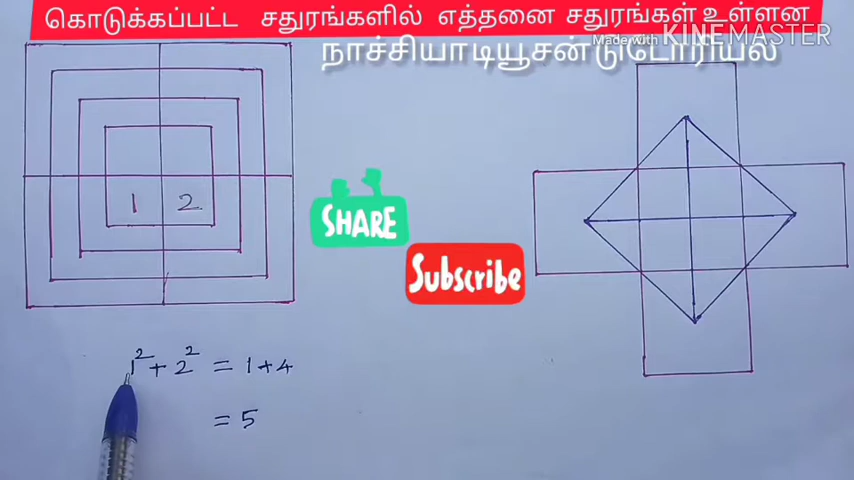 கொடுக்கப்பட்ட சதுரங்களில் எத்தனை சதுரங்கள் உள்ளன
Made with KINEMASTER
நாச்சியாடியூசன்டுடோரியல்
1 2
SHARE
Subscribe
1² + 2² = 1+4
= 5